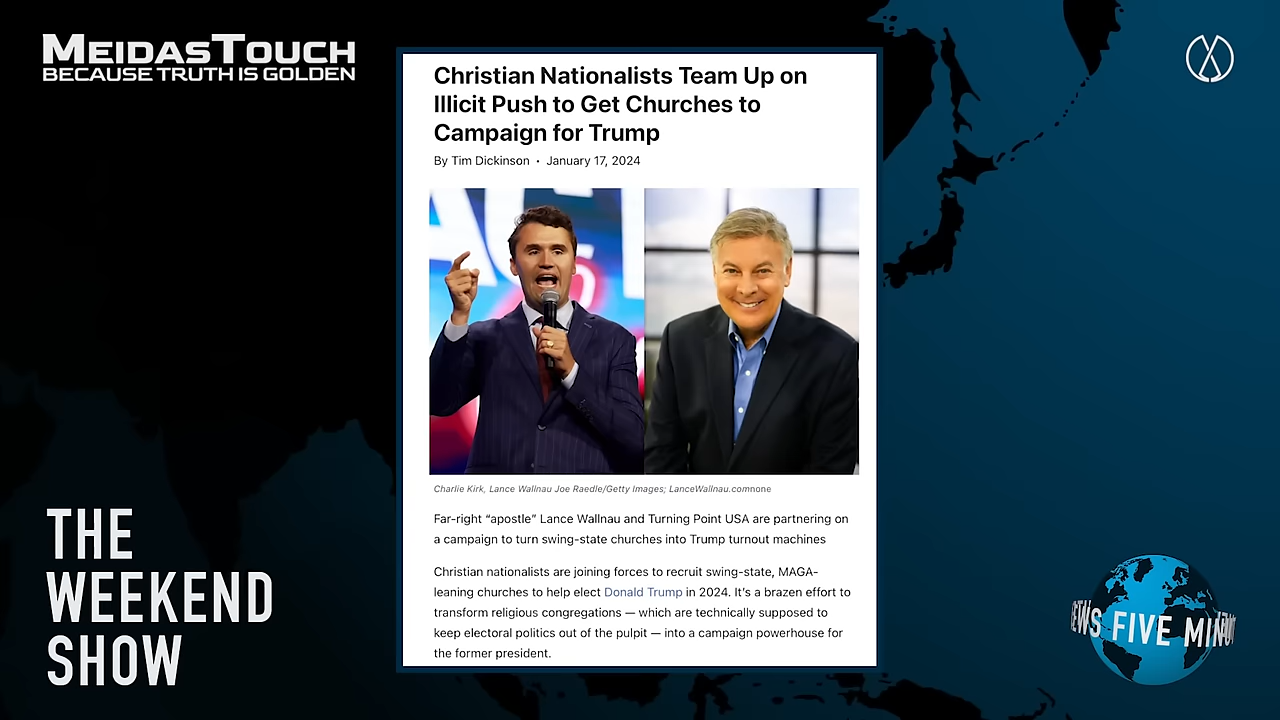 MEIDASTOUCH
BECAUSE TRUTH IS GOLDEN
Christian Nationalists Team Up on
Illicit Push to Get Churches to
Campaign for Trump
By Tim Dickinson • January 17, 2024
Charlie Kirk, Lance Wallnau Joe Raedle/Getty Images; LanceWallnau.comnone
Far-right “apostle” Lance Wallnau and Turning Point USA are partnering on
a campaign to turn swing-state churches into Trump turnout machines
Christian nationalists are joining forces to recruit swing-state, MAGA-
leaning churches to help elect Donald Trump in 2024. It’s a brazen effort to
transform religious congregations — which are technically supposed to
keep electoral politics out of the pulpit — into a campaign powerhouse for
the former president.
THE
WEEKEND
SHOW
FIVE